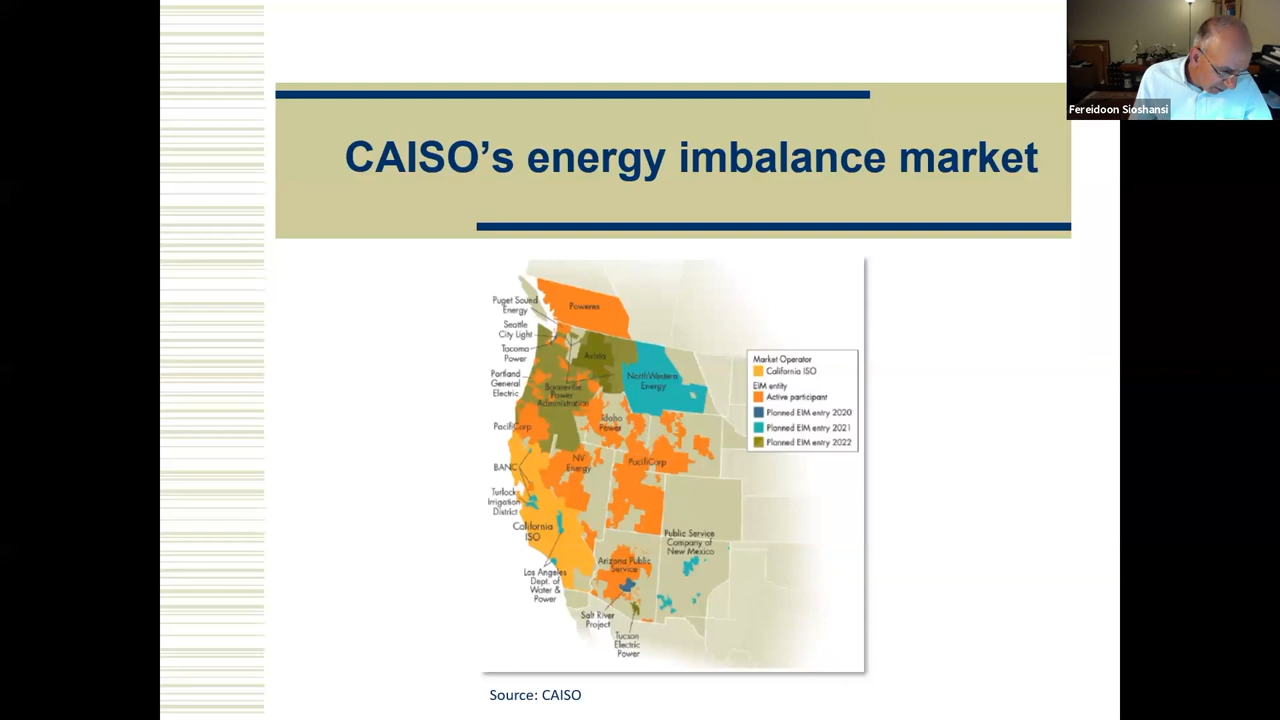 Fereidoon Sioshansi
CAISO's energy imbalance market
Puget Sound
Energy
Seattle
City Light
Tacoma
Power
Portland
General
Electric
PacifiCorp
BANC
Turlock
Irrigation
District
California
ISO
Los Angeles
Dept. of
Water &
Power
Powerex
Avista
Bonneville
Power
Administration
NorthWestern
Energy
Idaho
Power
NV
Energy
PacifiCorp
Public Service
Company of
New Mexico
Arizona Public
Service
Salt River
Project
Tucson
Electric
Power
Market Operator
California ISO
EIM entity
Active participant
Planned EIM entry 2020
Planned EIM entry 2021
Planned EIM entry 2022
Source: CAISO